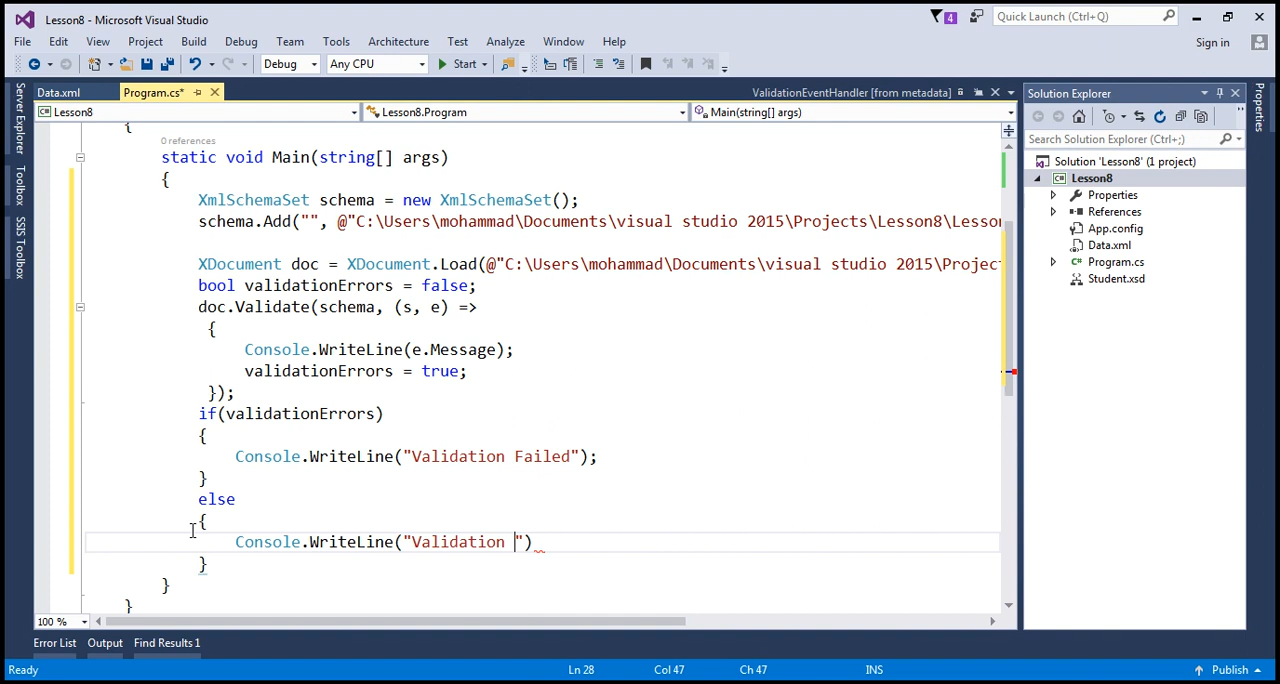 Lesson8 - Microsoft Visual Studio
4
Quick Launch (Ctrl+Q)
File Edit View Project Build Debug Team Tools Architecture Test Analyze Window Help
Sign in
Debug Any CPU Start
Data.xml Program.cs* ValidationEventHandler [from metadata]
Lesson8 Lesson8.Program Main(string[] args)
Server Explorer
Toolbox
SSIS Toolbox
{
0 references
static void Main(string[] args)
{
XmlSchemaSet schema = new XmlSchemaSet();
schema.Add("", @"C:\Users\mohammad\Documents\visual studio 2015\Projects\Lesson8\Lesso
XDocument doc = XDocument.Load(@"C:\Users\mohammad\Documents\visual studio 2015\Projec
bool validationErrors = false;
doc.Validate(schema, (s, e) =>
{
Console.WriteLine(e.Message);
validationErrors = true;
});
if(validationErrors)
{
Console.WriteLine("Validation Failed");
}
else
{
Console.WriteLine("Validation ")
}
}
}
100 %
Solution Explorer
Search Solution Explorer (Ctrl+;)
Solution 'Lesson8' (1 project)
Lesson8
Properties
References
App.config
Data.xml
Program.cs
Student.xsd
Properties
Error List Output Find Results 1
Ready Ln 28 Col 47 Ch 47 INS Publish